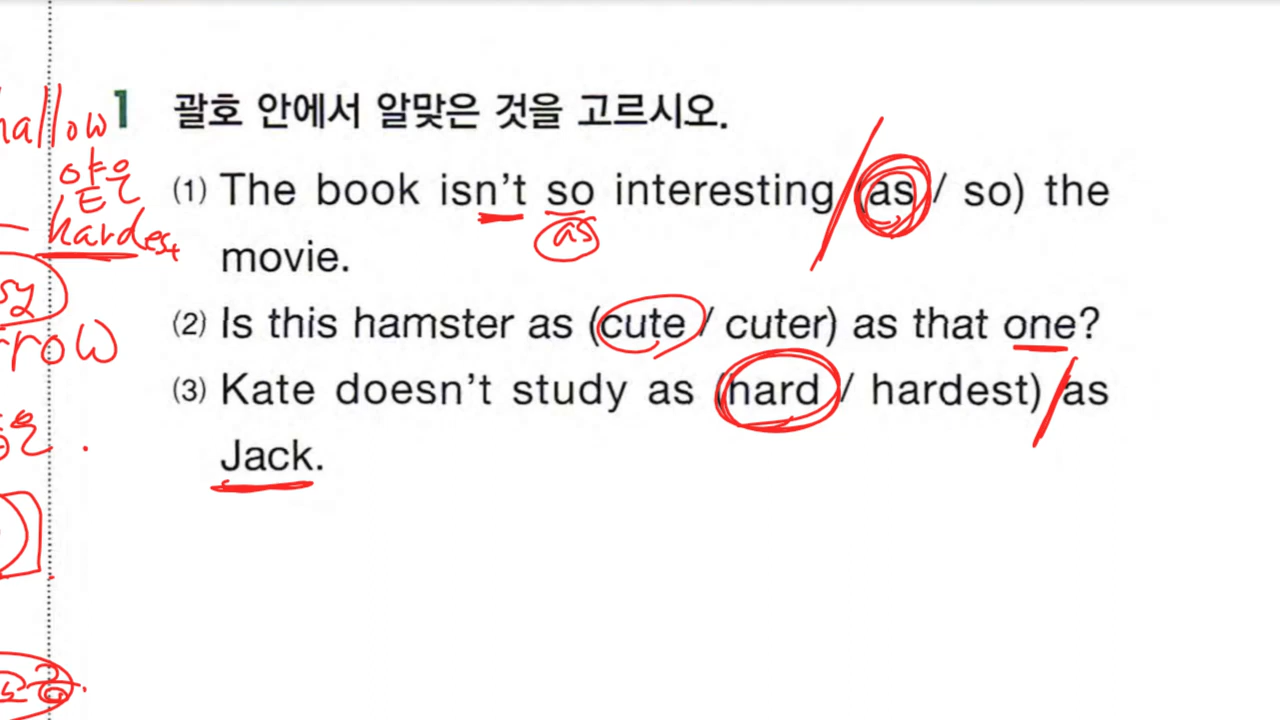 1 괄호 안에서 알맞은 것을 고르시오.
(1) The book isn't so interesting (as / so) the
as
movie.
(2) Is this hamster as (cute / cuter) as that one?
(3) Kate doesn't study as (hard / hardest) as
Jack.
hallow
얕은
hardest
rrow